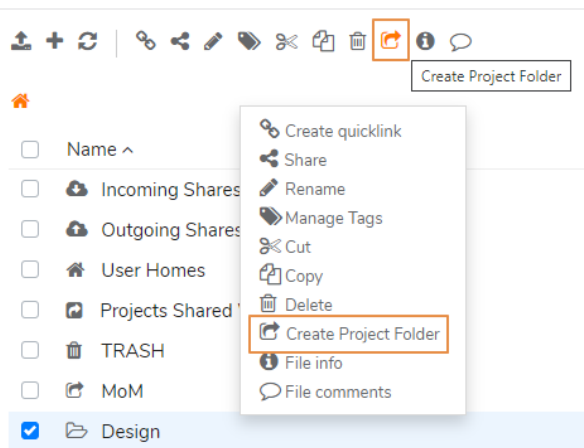 Create Project Folder
Name
Incoming Shares
Outgoing Shares
User Homes
Projects Shared
TRASH
MoM
Design
Create quicklink
Share
Rename
Manage Tags
Cut
Copy
Delete
Create Project Folder
File info
File comments